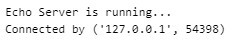 Echo Server is running...
Connected by ('127.0.0.1', 54398)